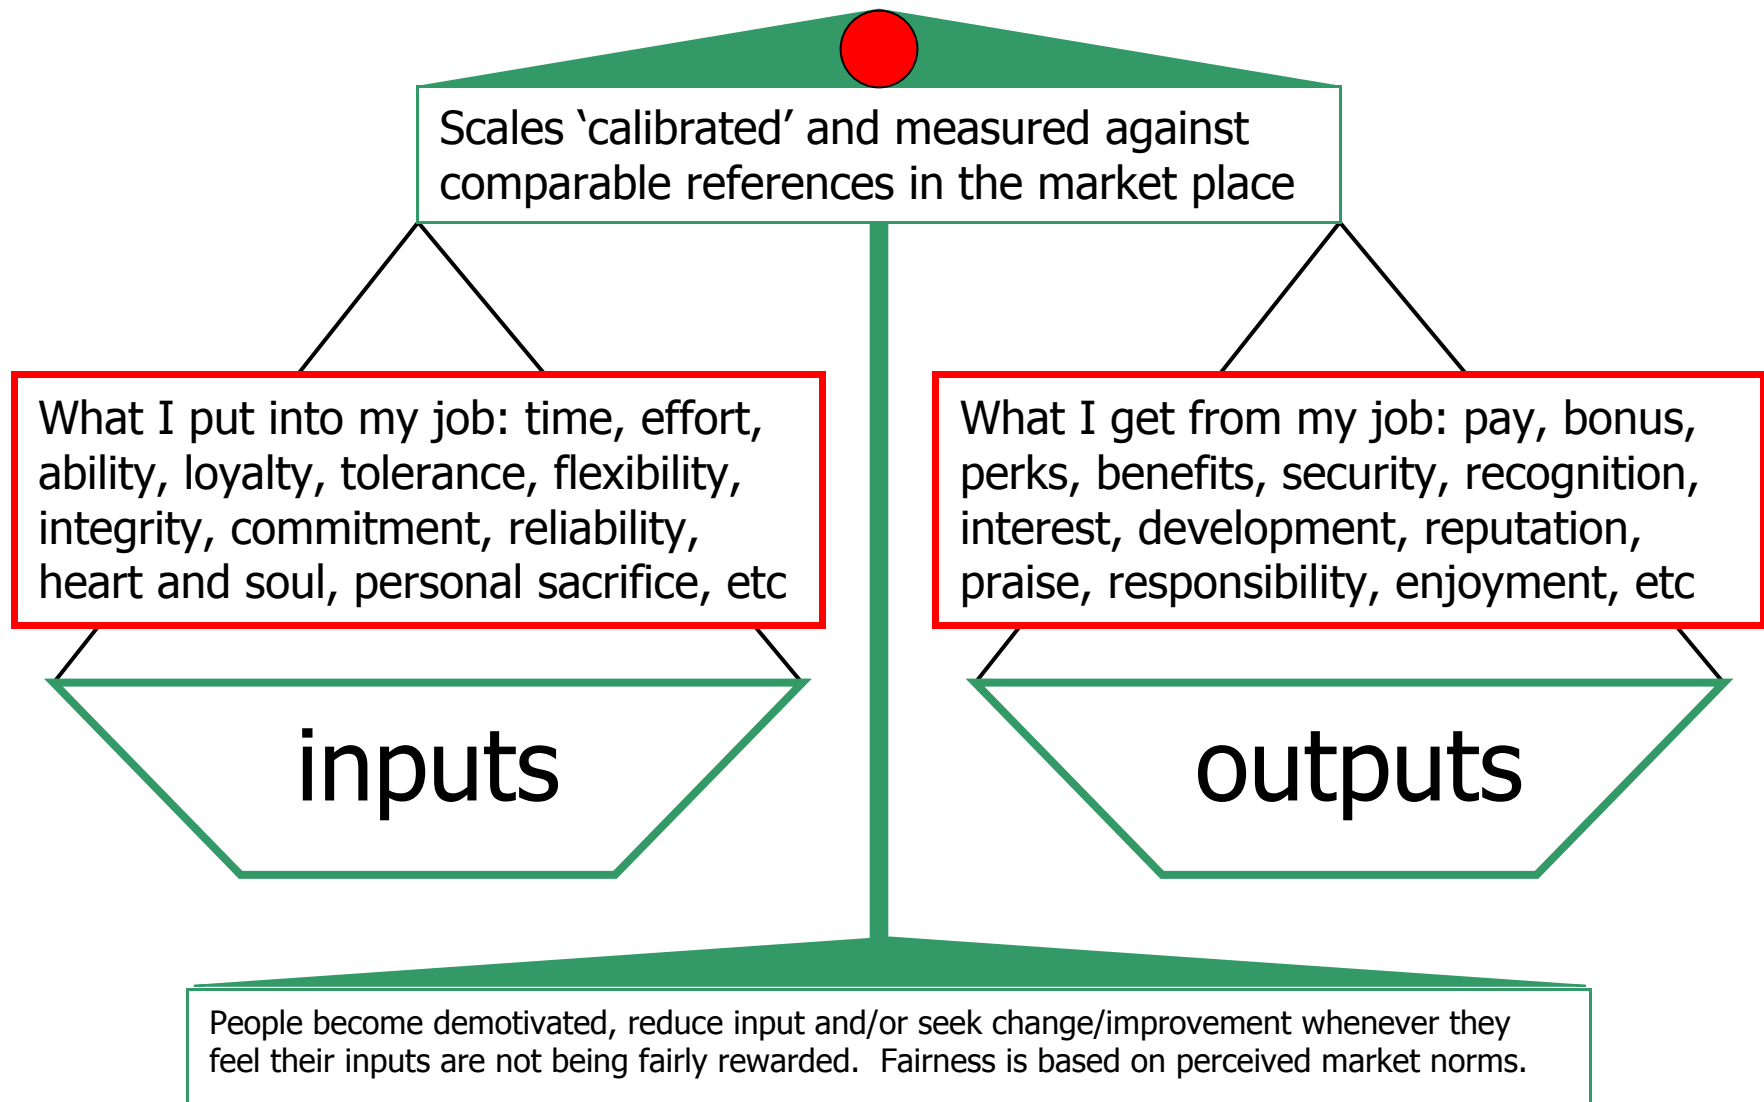 Scales ‘calibrated’ and measured against
comparable references in the market place
What I put into my job: time, effort,
ability, loyalty, tolerance, flexibility,
integrity, commitment, reliability,
heart and soul, personal sacrifice, etc
What I get from my job: pay, bonus,
perks, benefits, security, recognition,
interest, development, reputation,
praise, responsibility, enjoyment, etc
inputs
outputs
People become demotivated, reduce input and/or seek change/improvement whenever they
feel their inputs are not being fairly rewarded.  Fairness is based on perceived market norms.